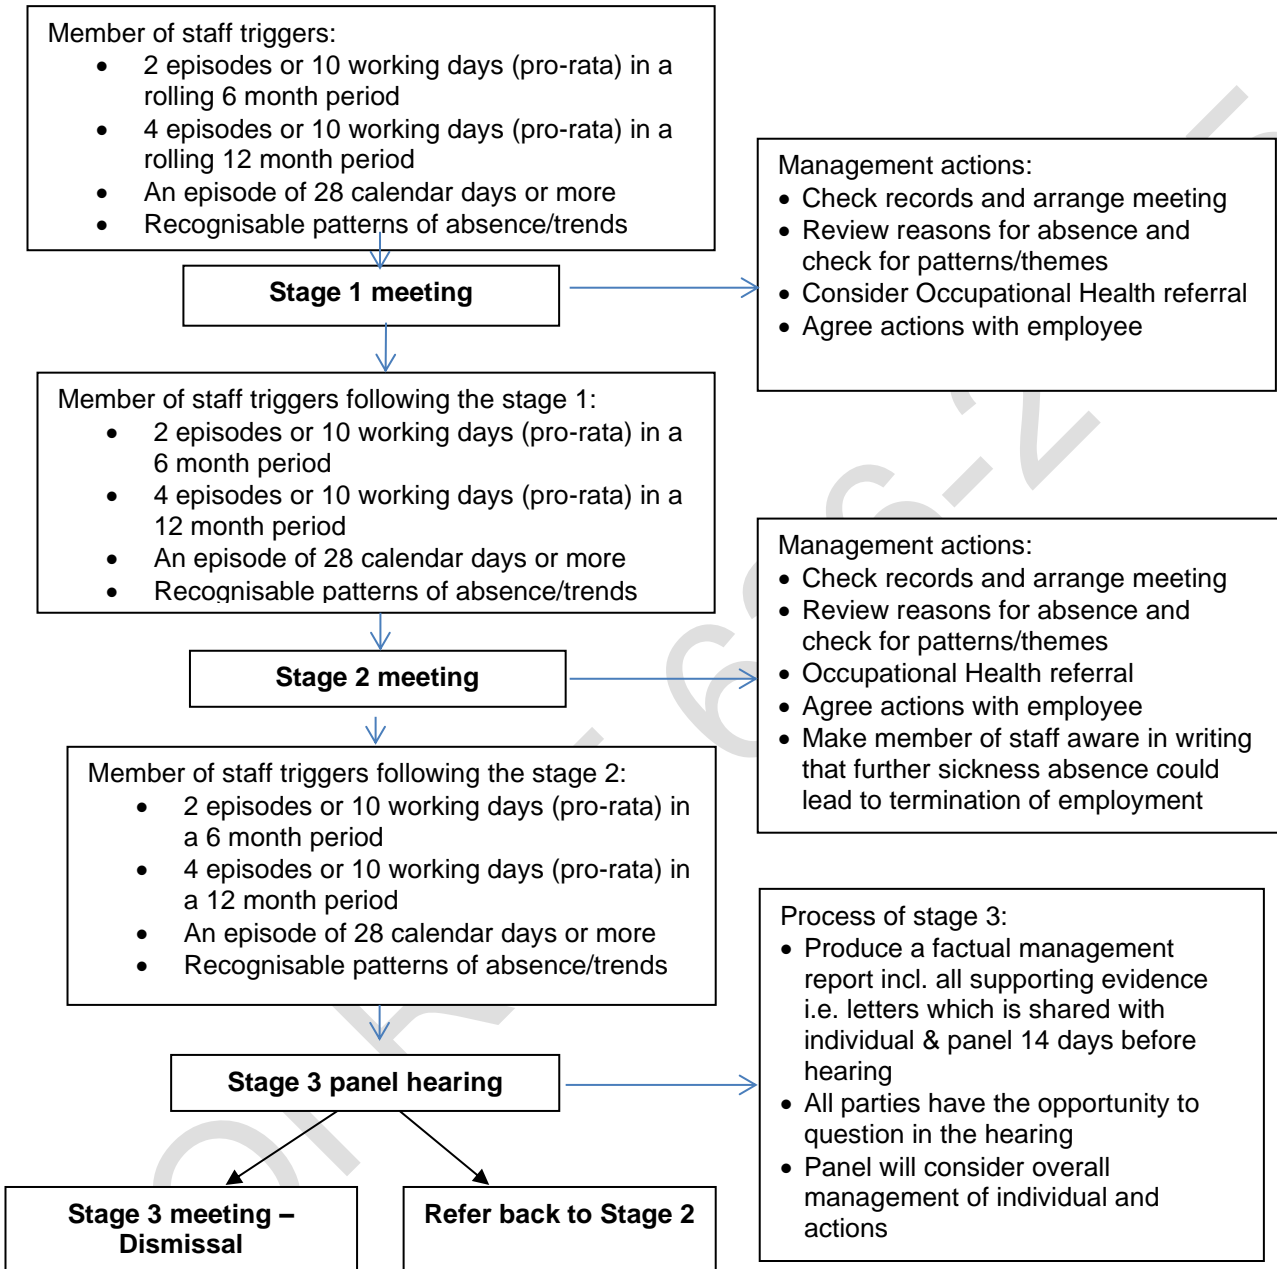 Member of staff triggers:
• 2 episodes or 10 working days (pro-rata) in a
rolling 6 month period
• 4 episodes or 10 working days (pro-rata) in a
rolling 12 month period
• An episode of 28 calendar days or more
• Recognisable patterns of absence/trends
Stage 1 meeting
Management actions:
• Check records and arrange meeting
• Review reasons for absence and
check for patterns/themes
• Consider Occupational Health referral
• Agree actions with employee
Member of staff triggers following the stage 1:
• 2 episodes or 10 working days (pro-rata) in a
6 month period
• 4 episodes or 10 working days (pro-rata) in a
12 month period
• An episode of 28 calendar days or more
• Recognisable patterns of absence/trends
Stage 2 meeting
Management actions:
• Check records and arrange meeting
• Review reasons for absence and
check for patterns/themes
• Occupational Health referral
• Agree actions with employee
• Make member of staff aware in writing
that further sickness absence could
lead to termination of employment
Member of staff triggers following the stage 2:
• 2 episodes or 10 working days (pro-rata) in
a 6 month period
• 4 episodes or 10 working days (pro-rata) in
a 12 month period
• An episode of 28 calendar days or more
• Recognisable patterns of absence/trends
Stage 3 panel hearing
Process of stage 3:
• Produce a factual management
report incl. all supporting evidence
i.e. letters which is shared with
individual & panel 14 days before
hearing
• All parties have the opportunity to
question in the hearing
• Panel will consider overall
management of individual and
actions
Stage 3 meeting –
Dismissal
Refer back to Stage 2